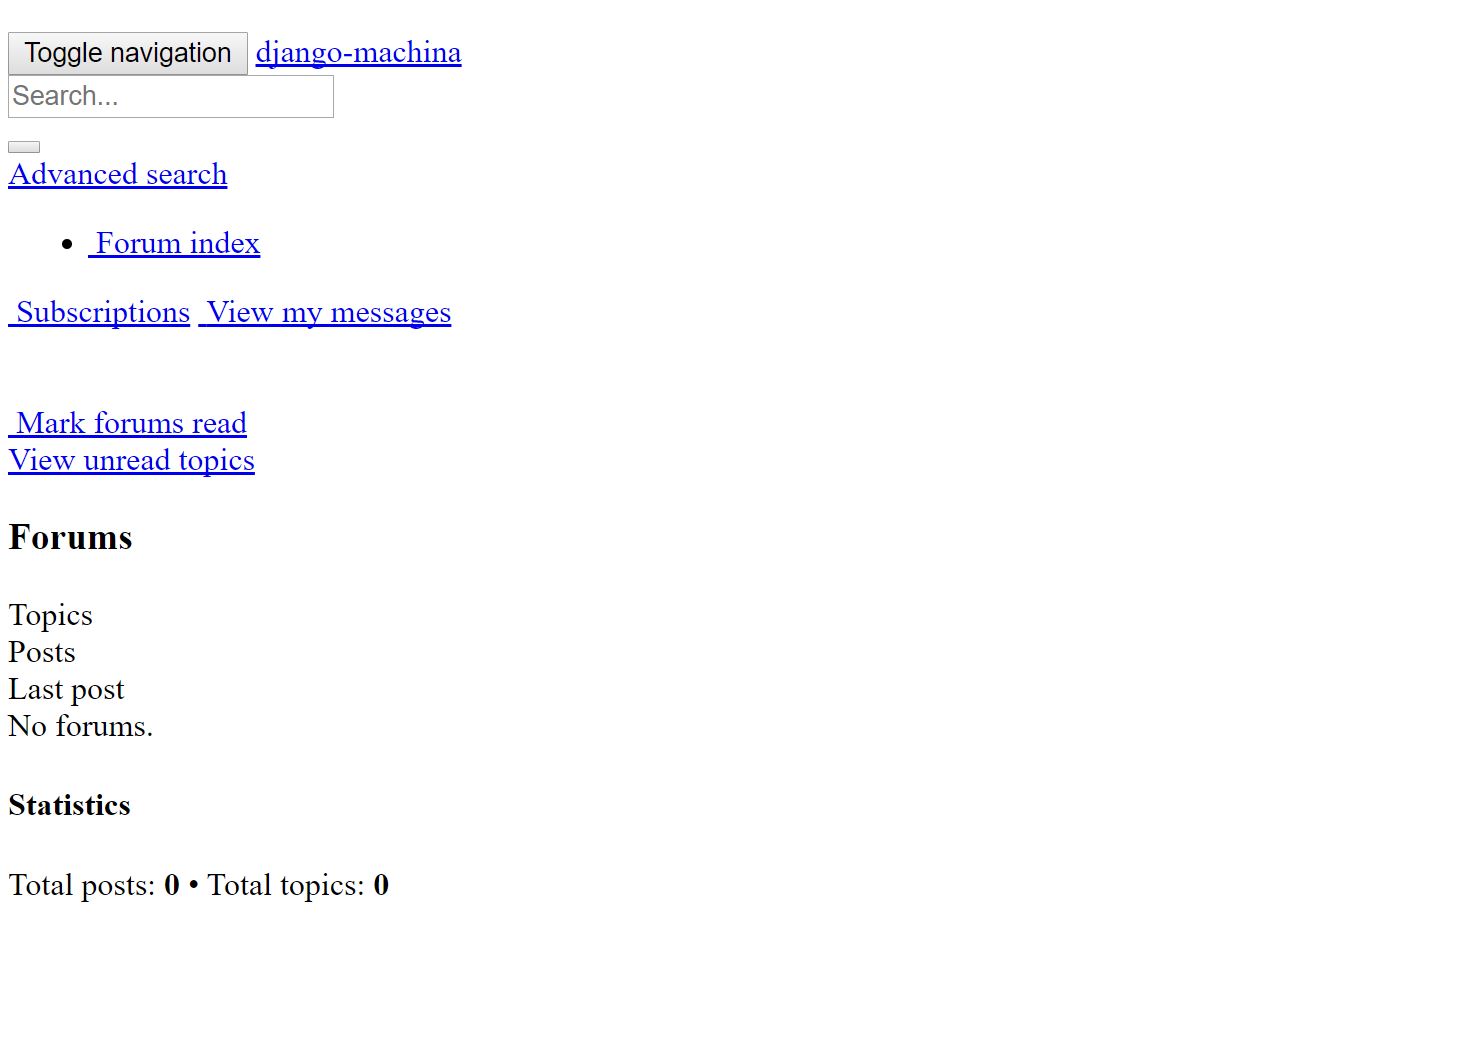 Toggle navigation django-machina
Search...
Advanced search
• Forum index
Subscriptions View my messages
Mark forums read
View unread topics
Forums
Topics
Posts
Last post
No forums.
Statistics
Total posts: 0 • Total topics: 0